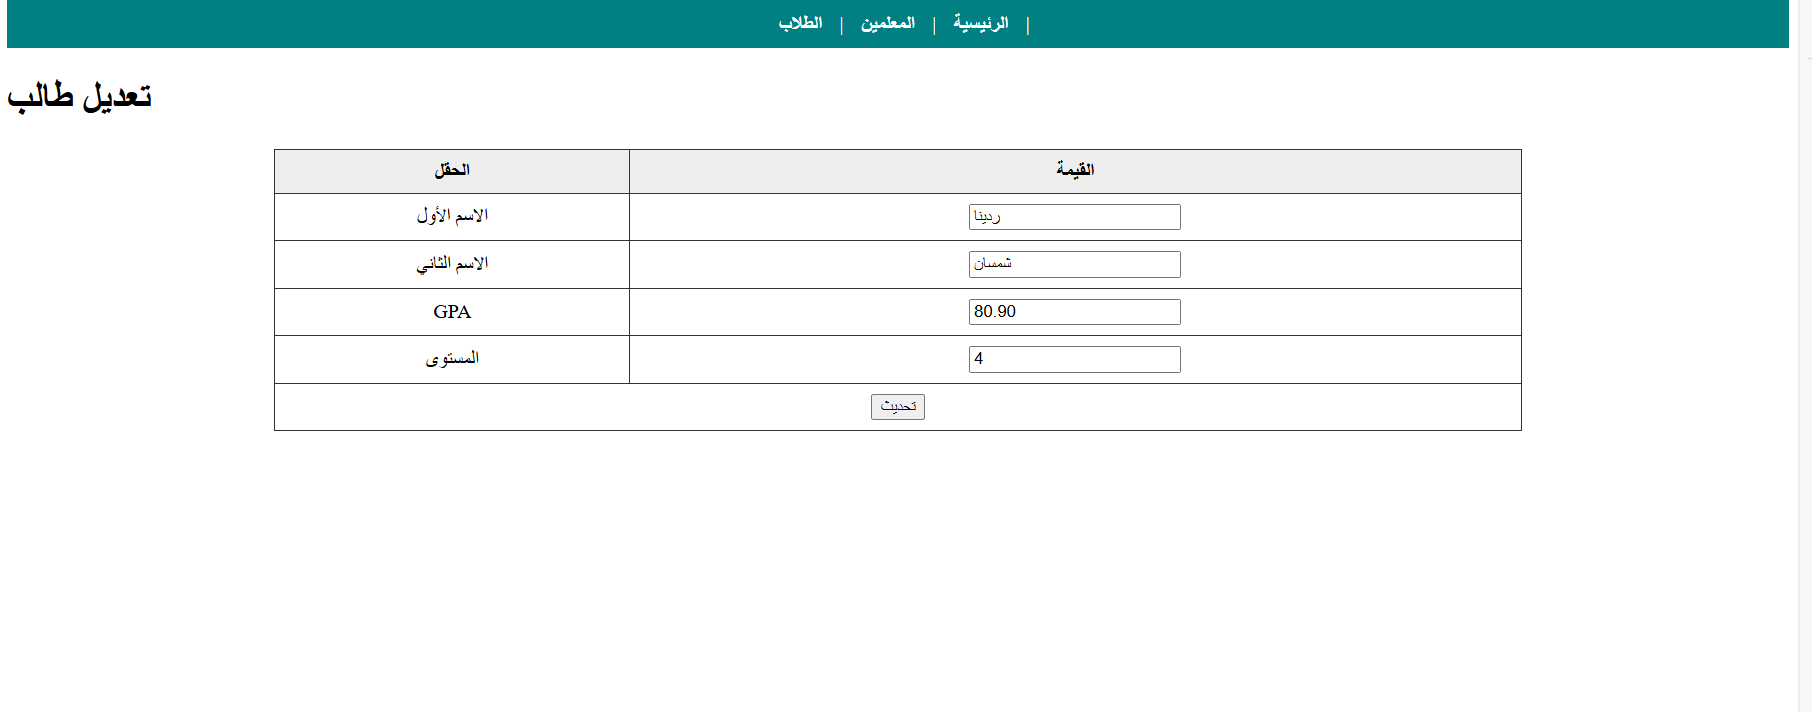 | الرئيسية | المعلمين | الطلاب
تعديل طالب
الحقل القيمة
الاسم الأول ردينا
الاسم الثاني شمسان
GPA 80.90
المستوى 4
تحديث